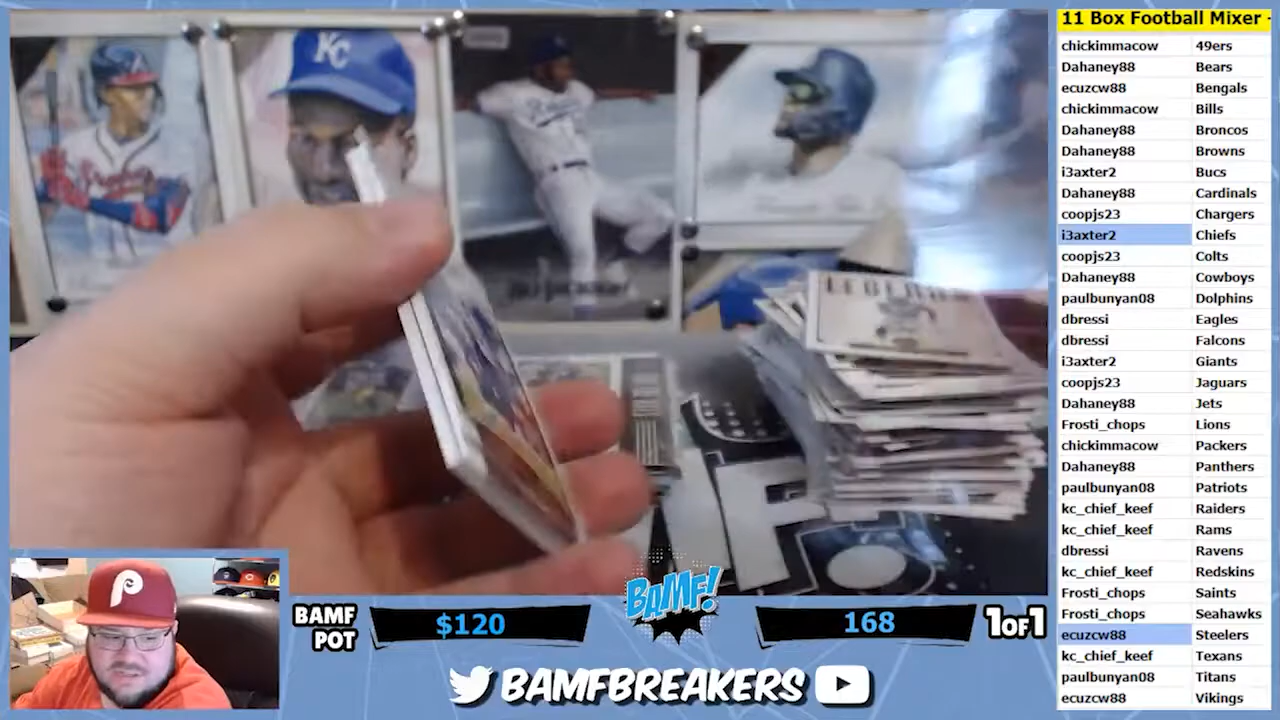 11 Box Football Mixer -
chickimmacow 49ers
Dahaney88 Bears
ecuzcw88 Bengals
chickimmacow Bills
Dahaney88 Broncos
Dahaney88 Browns
i3axter2 Bucs
Dahaney88 Cardinals
coopjs23 Chargers
i3axter2 Chiefs
coopjs23 Colts
Dahaney88 Cowboys
paulbunyan08 Dolphins
dbressi Eagles
dbressi Falcons
i3axter2 Giants
coopjs23 Jaguars
Dahaney88 Jets
Frosti_chops Lions
chickimmacow Packers
Dahaney88 Panthers
paulbunyan08 Patriots
kc_chief_keef Raiders
kc_chief_keef Rams
dbressi Ravens
kc_chief_keef Redskins
Frosti_chops Saints
Frosti_chops Seahawks
ecuzcw88 Steelers
kc_chief_keef Texans
paulbunyan08 Titans
ecuzcw88 Vikings
KC
P
BAMF POT
$120
BAMF!
168
1OF1
BAMFBREAKERS